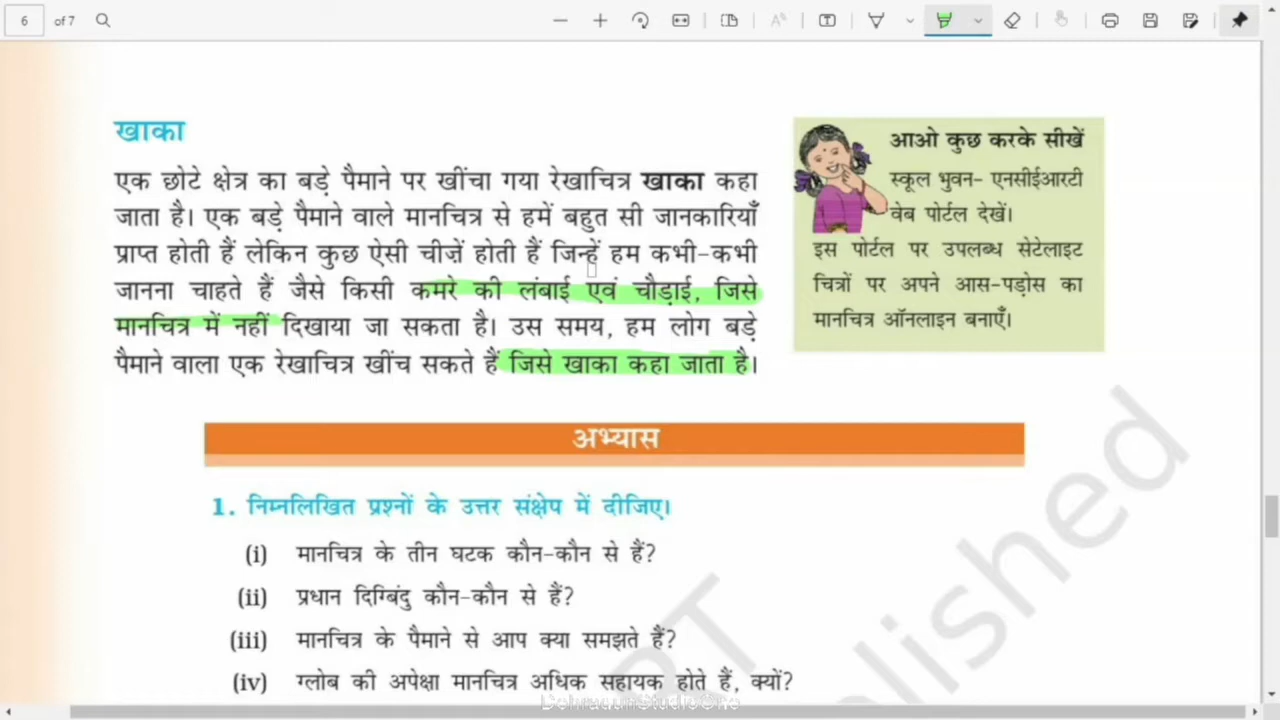 6 of 7
खाका
एक छोटे क्षेत्र का बड़े पैमाने पर खींचा गया रेखाचित्र खाका कहा
जाता है। एक बड़े पैमाने वाले मानचित्र से हमें बहुत सी जानकारियाँ
प्राप्त होती हैं लेकिन कुछ ऐसी चीज़ें होती हैं जिन्हें हम कभी-कभी
जानना चाहते हैं जैसे किसी कमरे की लंबाई एवं चौड़ाई, जिसे
मानचित्र में नहीं दिखाया जा सकता है। उस समय, हम लोग बड़े
पैमाने वाला एक रेखाचित्र खींच सकते हैं जिसे खाका कहा जाता है।
आओ कुछ करके सीखें
स्कूल भुवन- एनसीईआरटी
वेब पोर्टल देखें।
इस पोर्टल पर उपलब्ध सेटेलाइट
चित्रों पर अपने आस-पड़ोस का
मानचित्र ऑनलाइन बनाएँ।
अभ्यास
1. निम्नलिखित प्रश्नों के उत्तर संक्षेप में दीजिए।
(i) मानचित्र के तीन घटक कौन-कौन से हैं?
(ii) प्रधान दिग्बिंदु कौन-कौन से हैं?
(iii) मानचित्र के पैमाने से आप क्या समझते हैं?
(iv) ग्लोब की अपेक्षा मानचित्र अधिक सहायक होते हैं, क्यों?